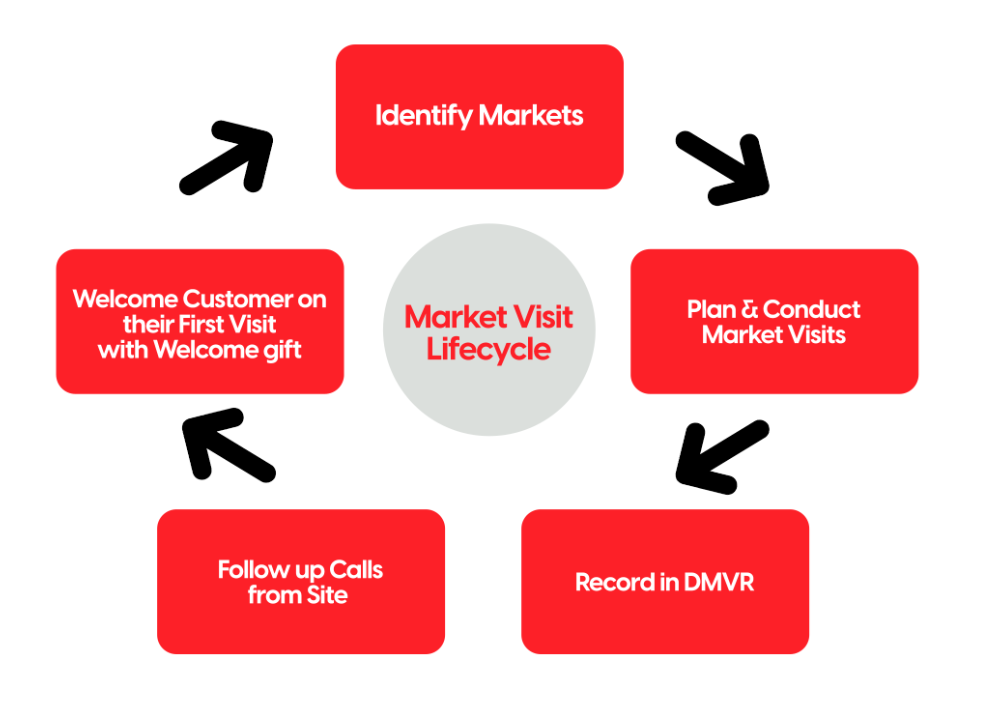 Identify Markets
Welcome Customer on
their First Visit
with Welcome gift
Market Visit
Lifecycle
Plan & Conduct
Market Visits
Follow up Calls
from Site
Record in DMVR